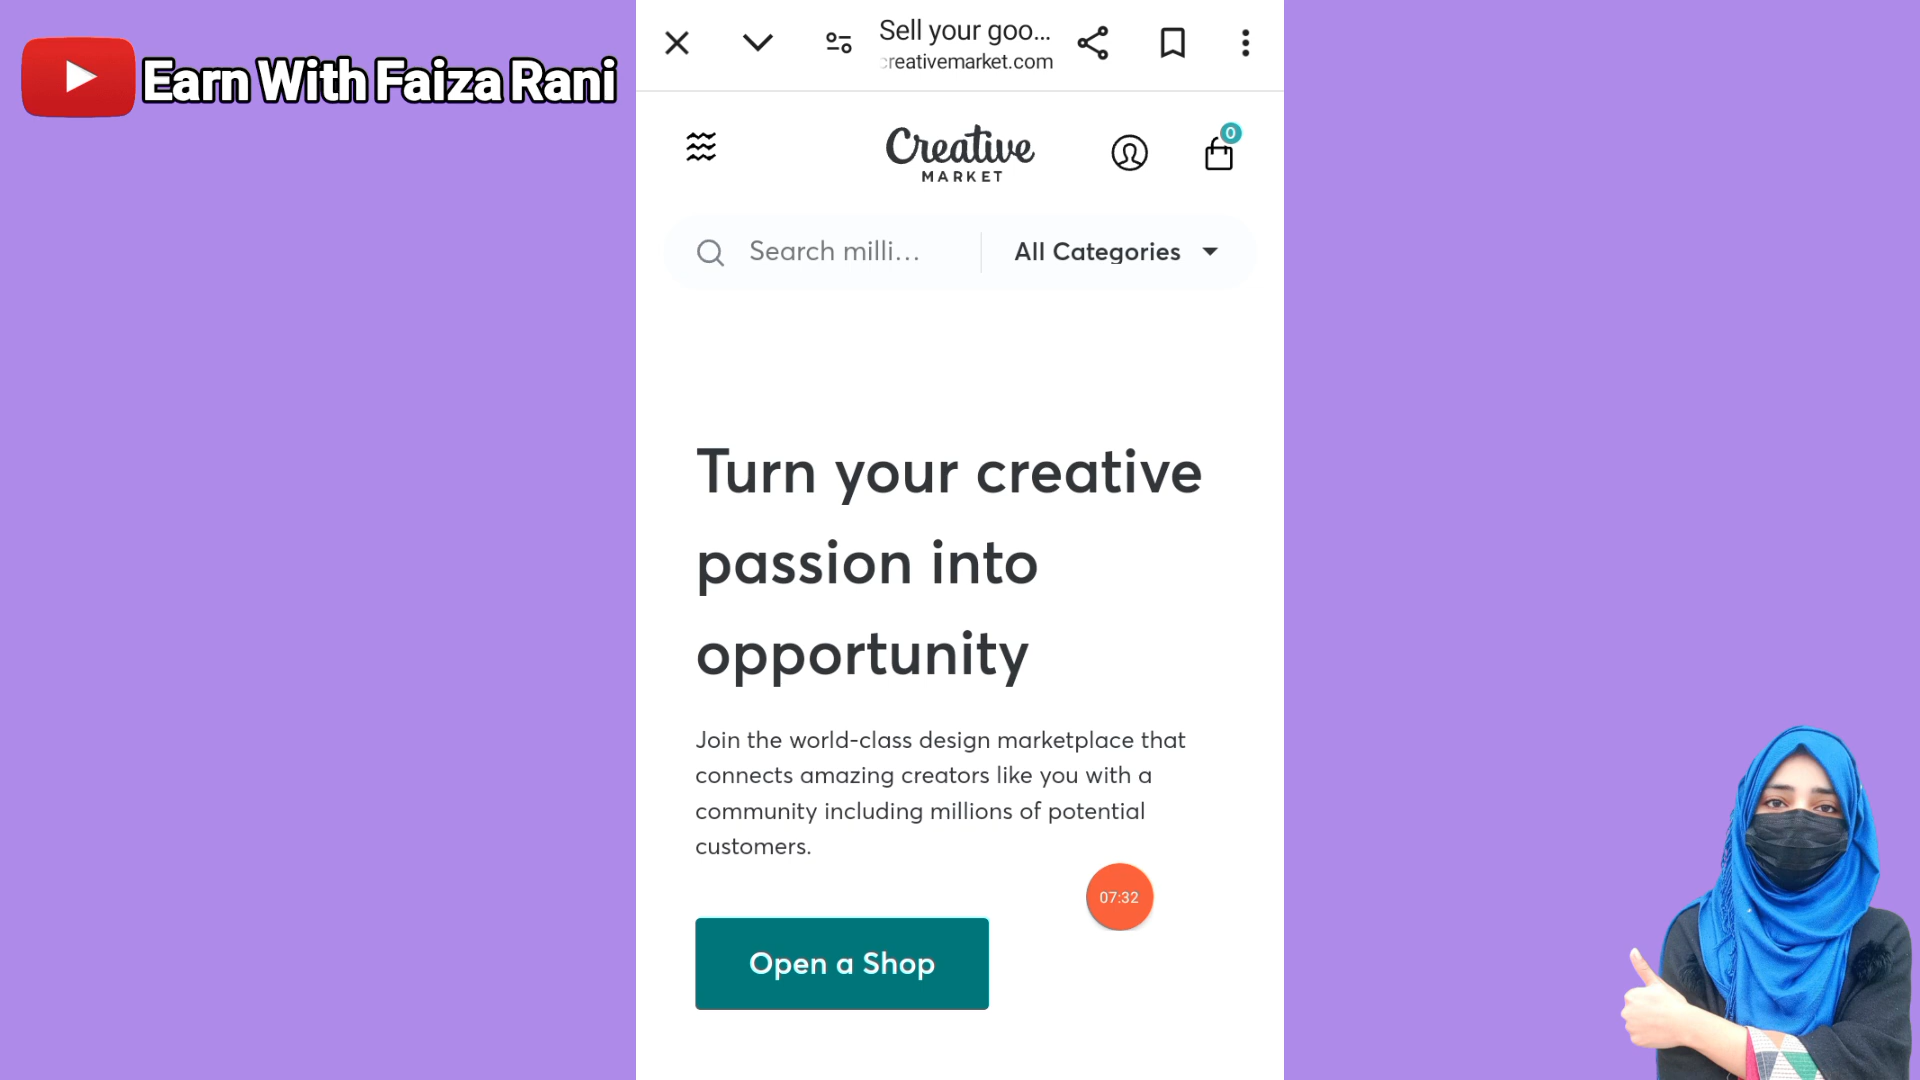 Earn With Faiza Rani
Sell your goo...
creativemarket.com
Creative
MARKET
0
Search milli...
All Categories
Turn your creative
passion into
opportunity
Join the world-class design marketplace that
connects amazing creators like you with a
community including millions of potential
customers.
07:32
Open a Shop